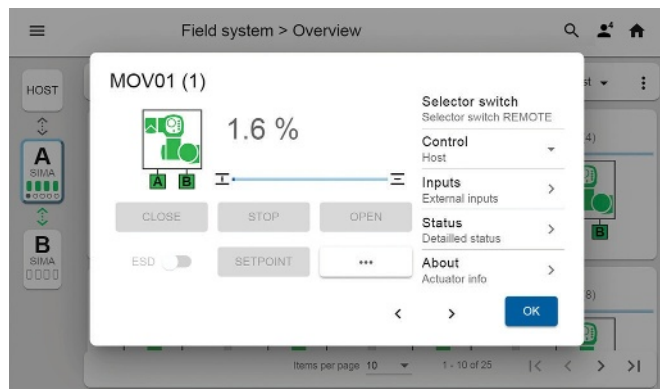 Field system > Overview
4
HOST
A
SIMA
B
SIMA
MOV01 (1)
1.6 %
A B
CLOSE STOP OPEN
ESD SETPOINT ...
Selector switch
Selector switch REMOTE
Control
Host
Inputs
External inputs
Status
Detailled status
About
Actuator info
OK
st
4)
B
8)
Items per page 10 1 - 10 of 25